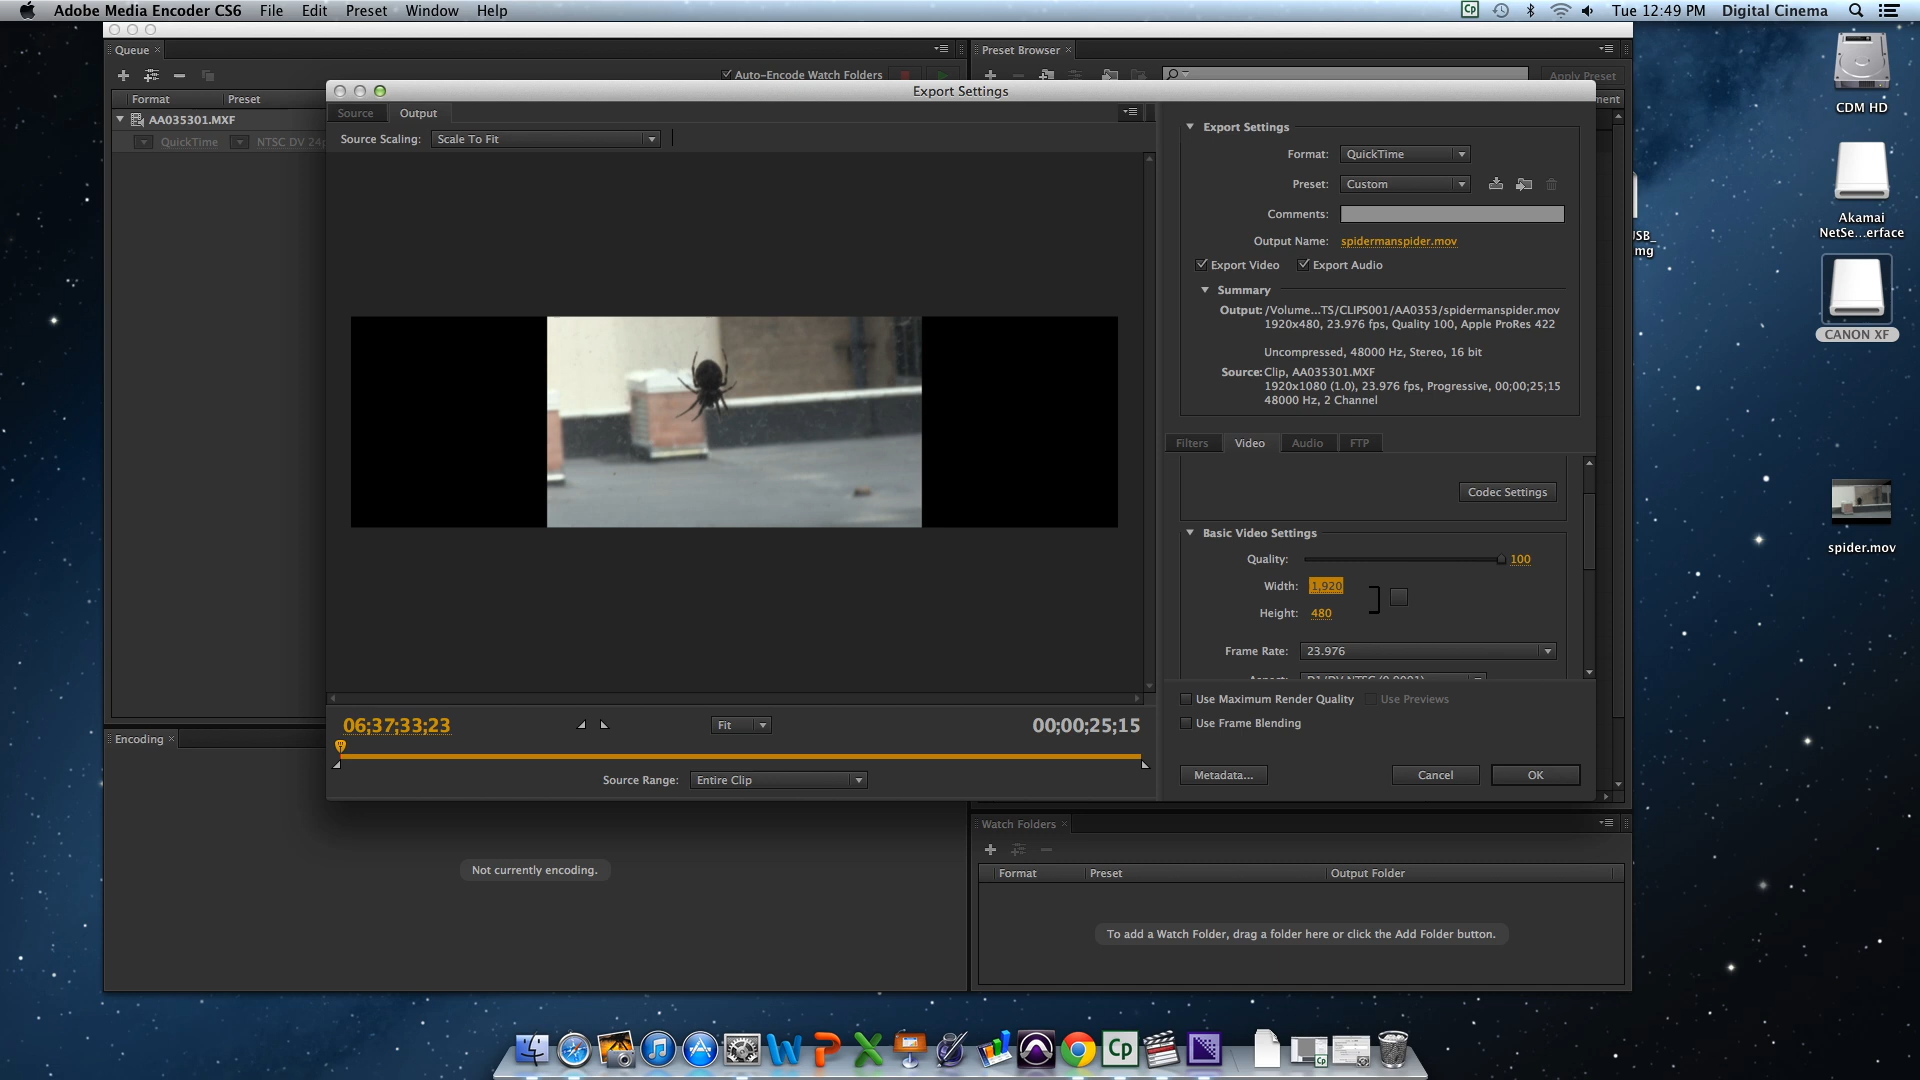 Adobe Media Encoder CS6 File Edit Preset Window Help
Cp Tue 12:49 PM Digital Cinema
Queue
Preset Browser
Auto-Encode Watch Folders
Apply Preset
Format Preset
AA035301.MXF
QuickTime NTSC DV 24p
Export Settings
Source Output
Source Scaling: Scale To Fit
Export Settings
Format: QuickTime
Preset: Custom
Comments:
Output Name: spidermanspider.mov
Export Video Export Audio
Summary
Output: /Volume...TS/CLIPS001/AA0353/spidermanspider.mov
1920x480, 23.976 fps, Quality 100, Apple ProRes 422
Uncompressed, 48000 Hz, Stereo, 16 bit
Source: Clip, AA035301.MXF
1920x1080 (1.0), 23.976 fps, Progressive, 00;00;25;15
48000 Hz, 2 Channel
Filters Video Audio FTP
Codec Settings
Basic Video Settings
Quality: 100
Width: 1,920
Height: 480
Frame Rate: 23.976
Use Maximum Render Quality Use Previews
Use Frame Blending
Metadata... Cancel OK
06;37;33;23 Fit 00;00;25;15
Source Range: Entire Clip
Encoding
Not currently encoding.
Watch Folders
Format Preset Output Folder
To add a Watch Folder, drag a folder here or click the Add Folder button.
CDM HD
Akamai
NetSe...erface
CANON XF
spider.mov
Cp